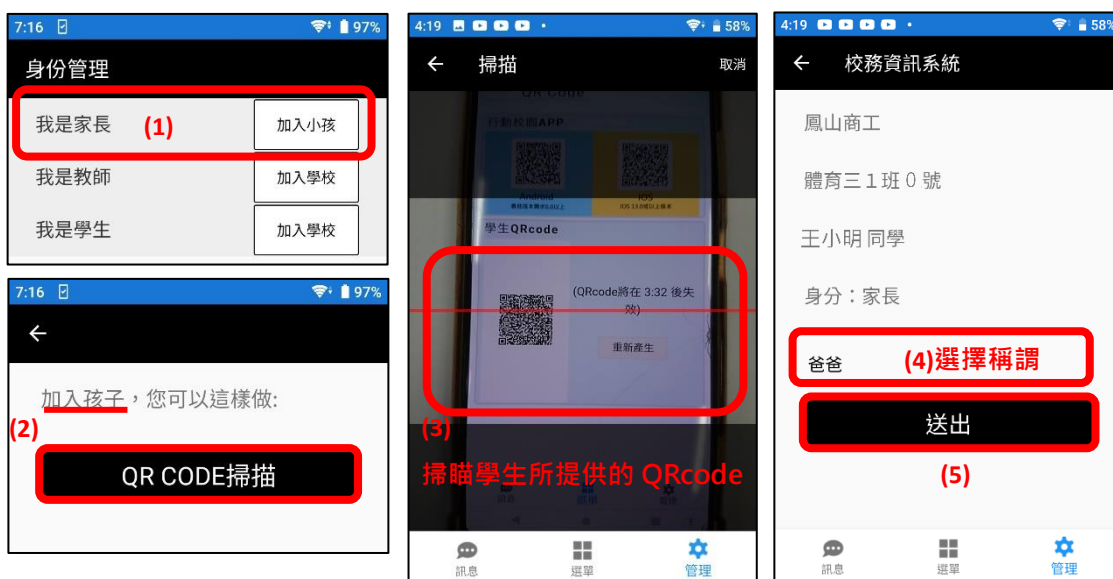 7:16 97%
身份管理
我是家長 (1) 加入小孩
我是教師 加入學校
我是學生 加入學校
7:16 97%
加入孩子，您可以這樣做:
(2)
QR CODE掃描
4:19 58%
掃描 取消
QR Code
行動校園APP
Android
IOS
學生QRcode
(QRcode將在 3:32 後失
效)
重新產生
(3)
掃瞄學生所提供的 QRcode
訊息 選單 管理
4:19 58%
校務資訊系統
鳳山商工
體育三１班０號
王小明同學
身分：家長
爸爸 (4)選擇稱謂
送出
(5)
訊息 選單 管理